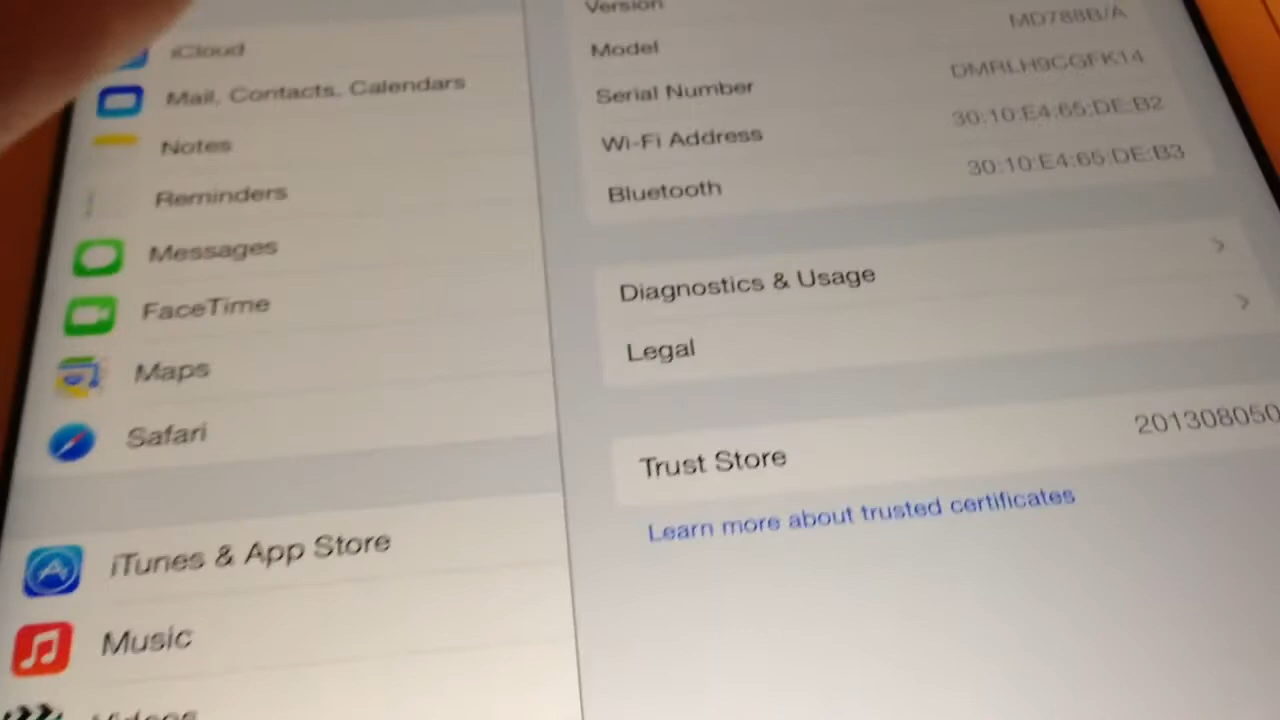 iCloud
Mail, Contacts, Calendars
Notes
Reminders
Messages
FaceTime
Maps
Safari
iTunes & App Store
Music
Videos
Version
Model MD788B/A
Serial Number DMRLH9CGFK14
Wi-Fi Address 30:10:E4:65:DE:B2
Bluetooth 30:10:E4:65:DE:B3
Diagnostics & Usage
Legal
Trust Store 201308050
Learn more about trusted certificates